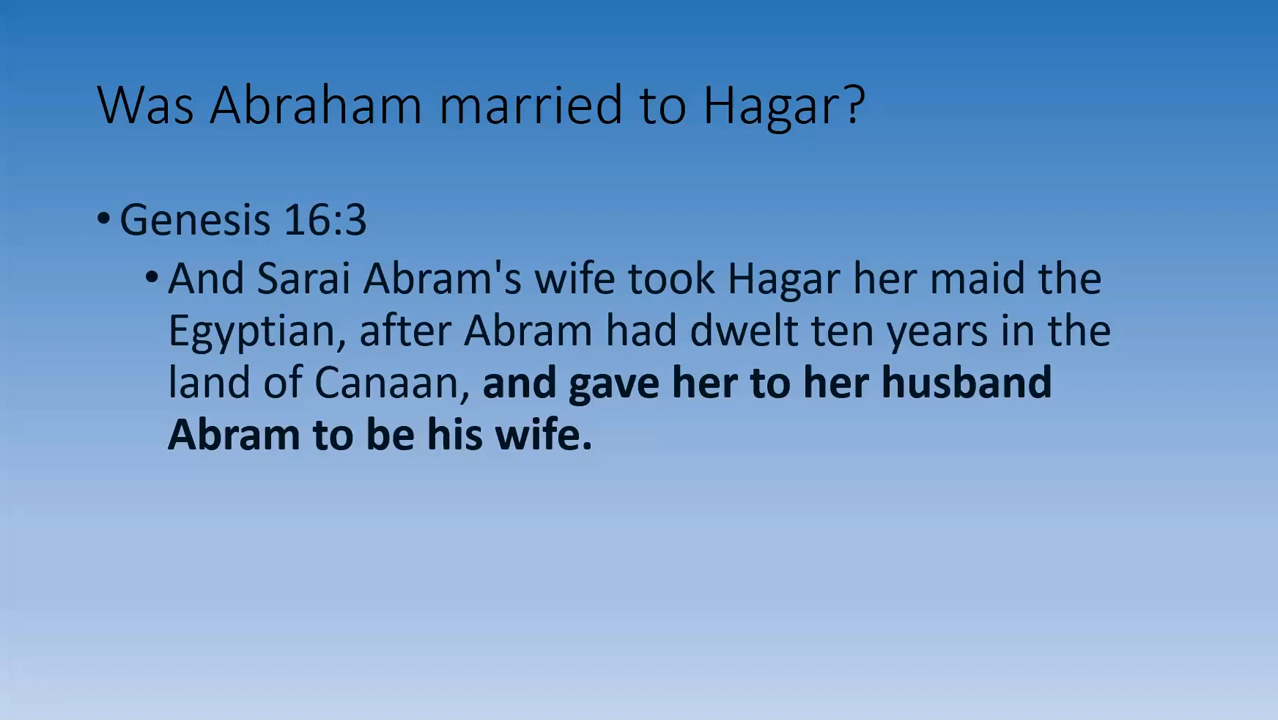 Was Abraham married to Hagar?
• Genesis 16:3
• And Sarai Abram's wife took Hagar her maid the
Egyptian, after Abram had dwelt ten years in the
land of Canaan, and gave her to her husband
Abram to be his wife.